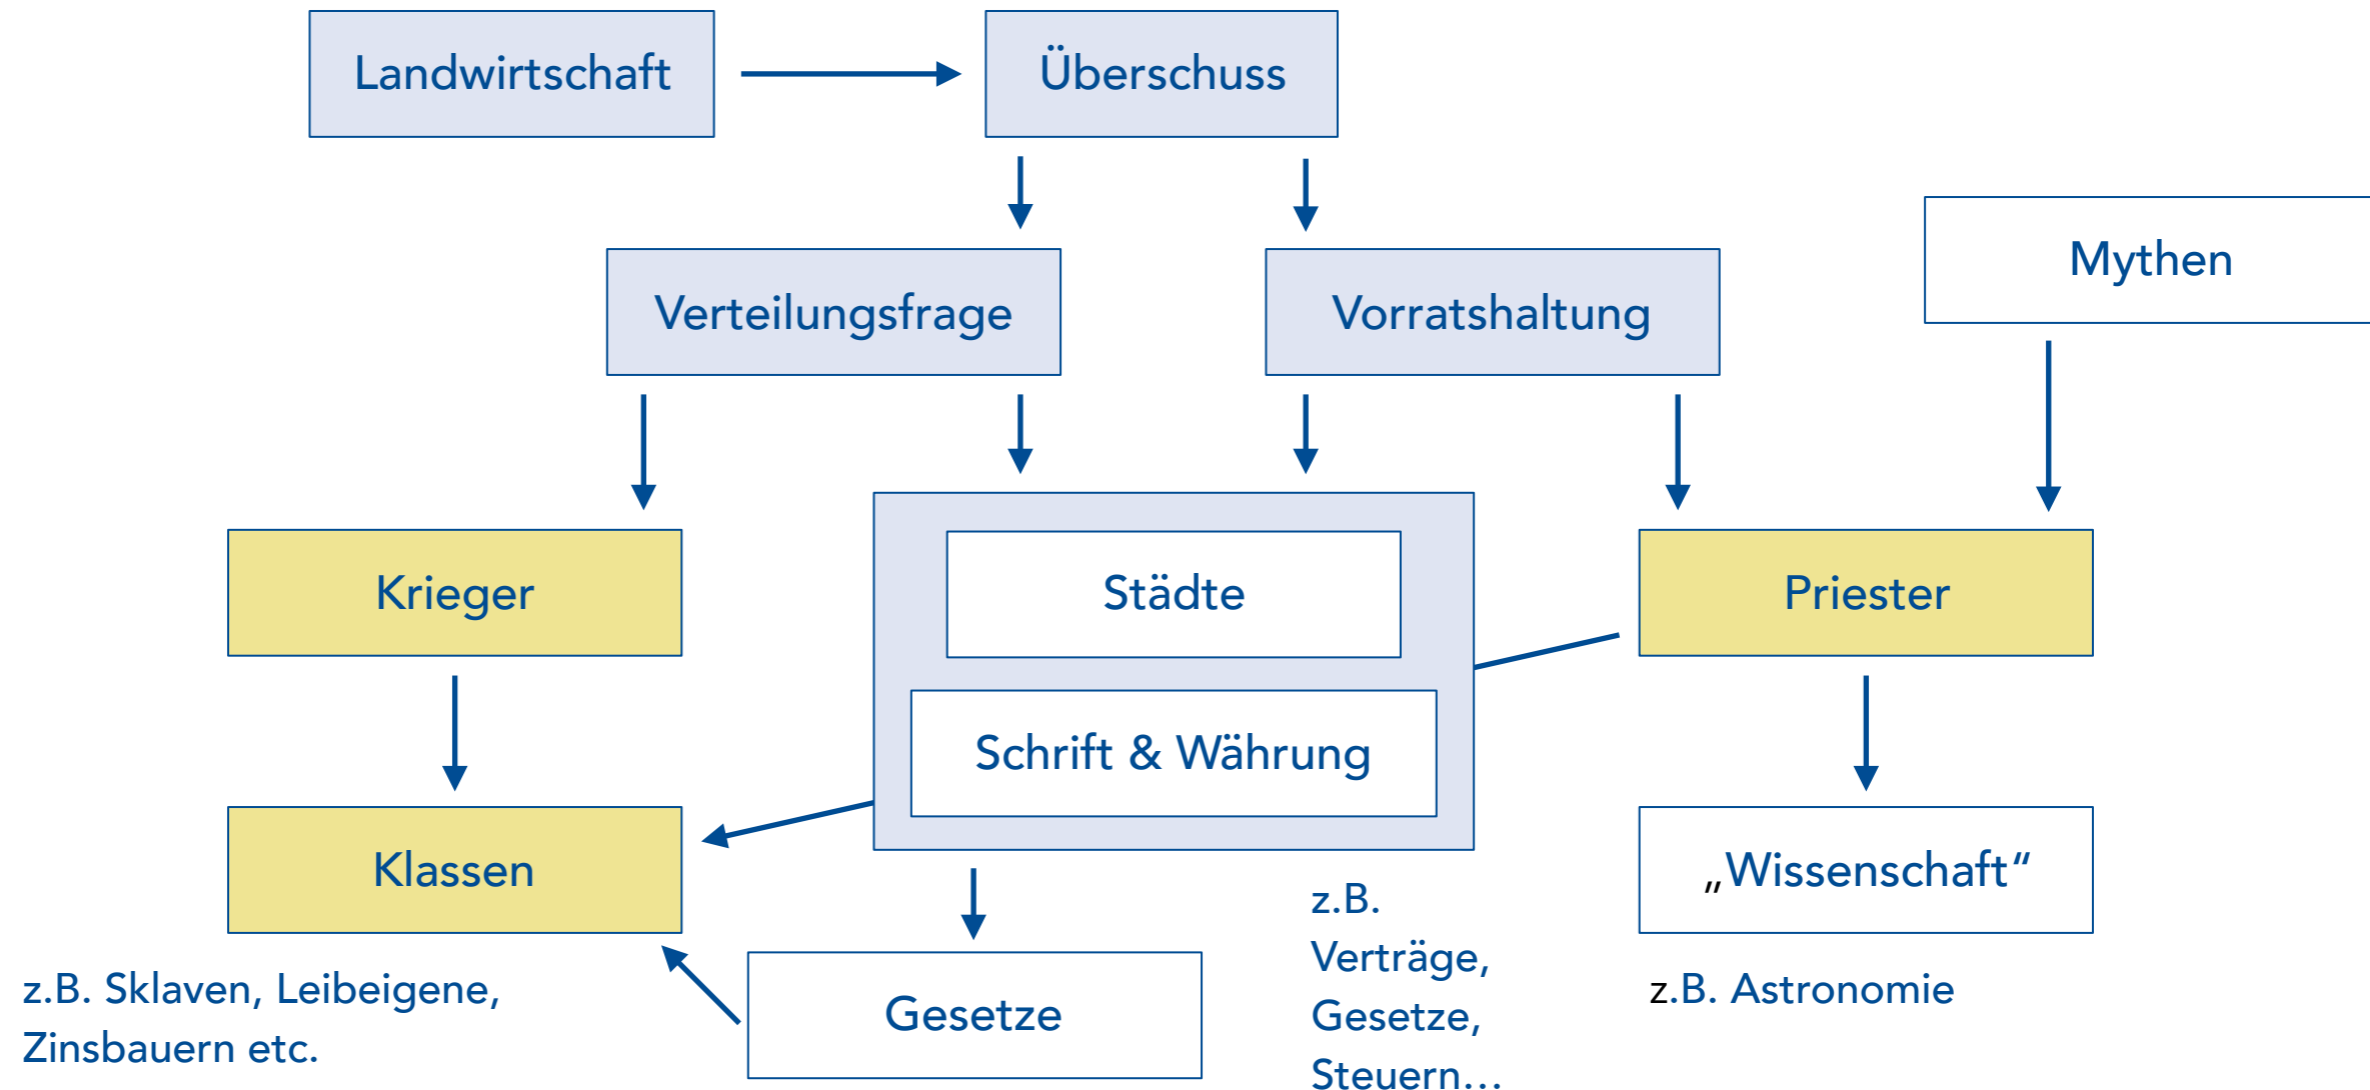 Landwirtschaft
Überschuss
Mythen
Verteilungsfrage
Vorratshaltung
Krieger
Städte
Priester
Schrift & Währung
Klassen
„Wissenschaft“
z.B. Sklaven, Leibeigene,
Zinsbauern etc.
Gesetze
z.B.
Verträge,
Gesetze,
Steuern…
z.B. Astronomie